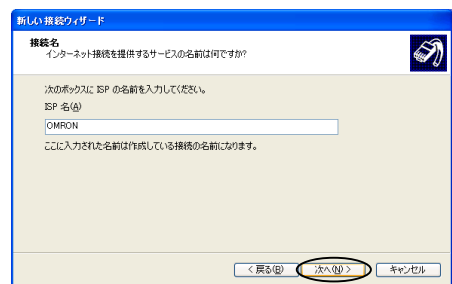 新しい接続ウィザード
接続名
インターネット接続を提供するサービスの名前は何ですか?
次のボックスに ISP の名前を入力してください。
ISP 名(A)
OMRON
ここに入力された名前は作成している接続の名前になります。
< 戻る(B)
次へ(N) >
キャンセル